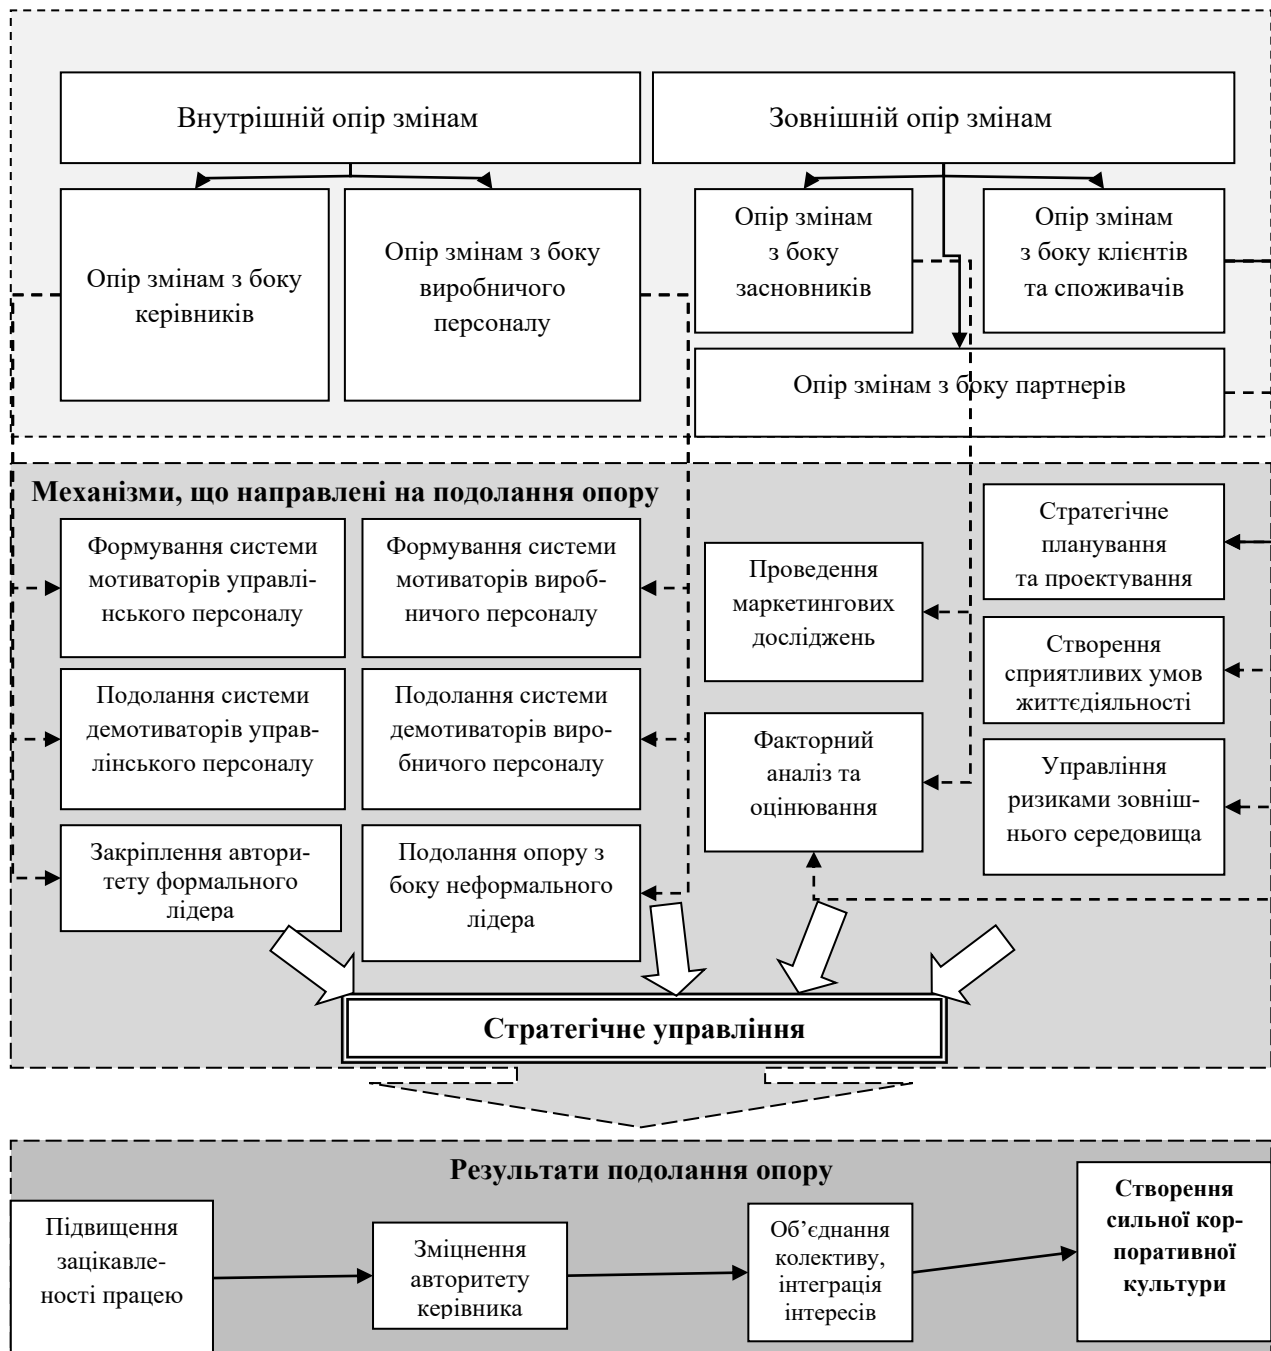 Внутрішній опір змінам
Зовнішній опір змінам
Опір змінам з боку
керівників
Опір змінам з боку
виробничого
персоналу
Опір змінам
з боку
засновників
Опір змінам
з боку клієнтів
та споживачів
Опір змінам з боку партнерів
Механізми, що направлені на подолання опору
Формування системи
мотиваторів управлі-
нського персоналу
Формування системи
мотиваторів вироб-
ничого персоналу
Проведення
маркетингових
досліджень
Стратегічне
планування
та проектування
Створення
сприятливих умов
життєдіяльності
Подолання системи
демотиваторів управ-
лінського персоналу
Подолання системи
демотиваторів виро-
бничого персоналу
Факторний
аналіз та
оцінювання
Управління
ризиками зовніш-
нього середовища
Закріплення автори-
тету формального
лідера
Подолання опору з
боку неформального
лідера
Стратегічне управління
Результати подолання опору
Підвищення
зацікавле-
ності працею
Зміцнення
авторитету
керівника
Об’єднання
колективу,
інтеграція
інтересів
Створення
сильної кор-
поративної
культури